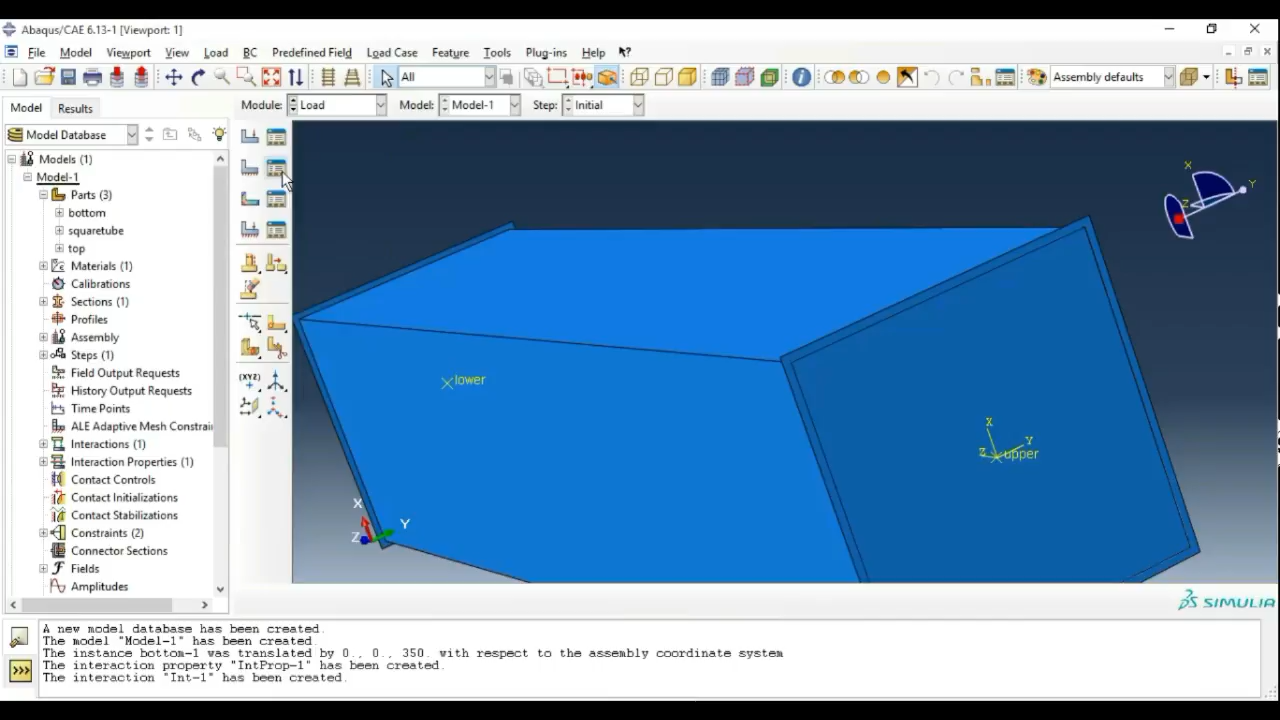 Abaqus/CAE 6.13-1 [Viewport: 1]
File Model Viewport View Load BC Predefined Field Load Case Feature Tools Plug-ins Help
All
Assembly defaults
Model Results
Module: Load Model: Model-1 Step: Initial
Model Database
Models (1)
Model-1
Parts (3)
bottom
squaretube
top
Materials (1)
Calibrations
Sections (1)
Profiles
Assembly
Steps (1)
Field Output Requests
History Output Requests
Time Points
ALE Adaptive Mesh Constrai
Interactions (1)
Interaction Properties (1)
Contact Controls
Contact Initializations
Contact Stabilizations
Constraints (2)
Connector Sections
Fields
Amplitudes
(XYZ)
X
Y
Z
lower
X
Y
Z
upper
X
Y
Z
SIMULIA
A new model database has been created.
The model "Model-1" has been created.
The instance bottom-1 was translated by 0., 0., 350. with respect to the assembly coordinate system
The interaction property "IntProp-1" has been created.
The interaction "Int-1" has been created.
>>>